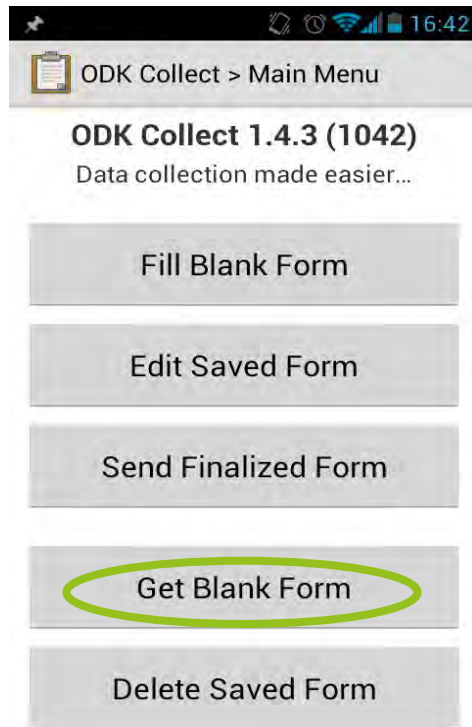 16:42
ODK Collect > Main Menu
ODK Collect 1.4.3 (1042)
Data collection made easier...
Fill Blank Form
Edit Saved Form
Send Finalized Form
Get Blank Form
Delete Saved Form